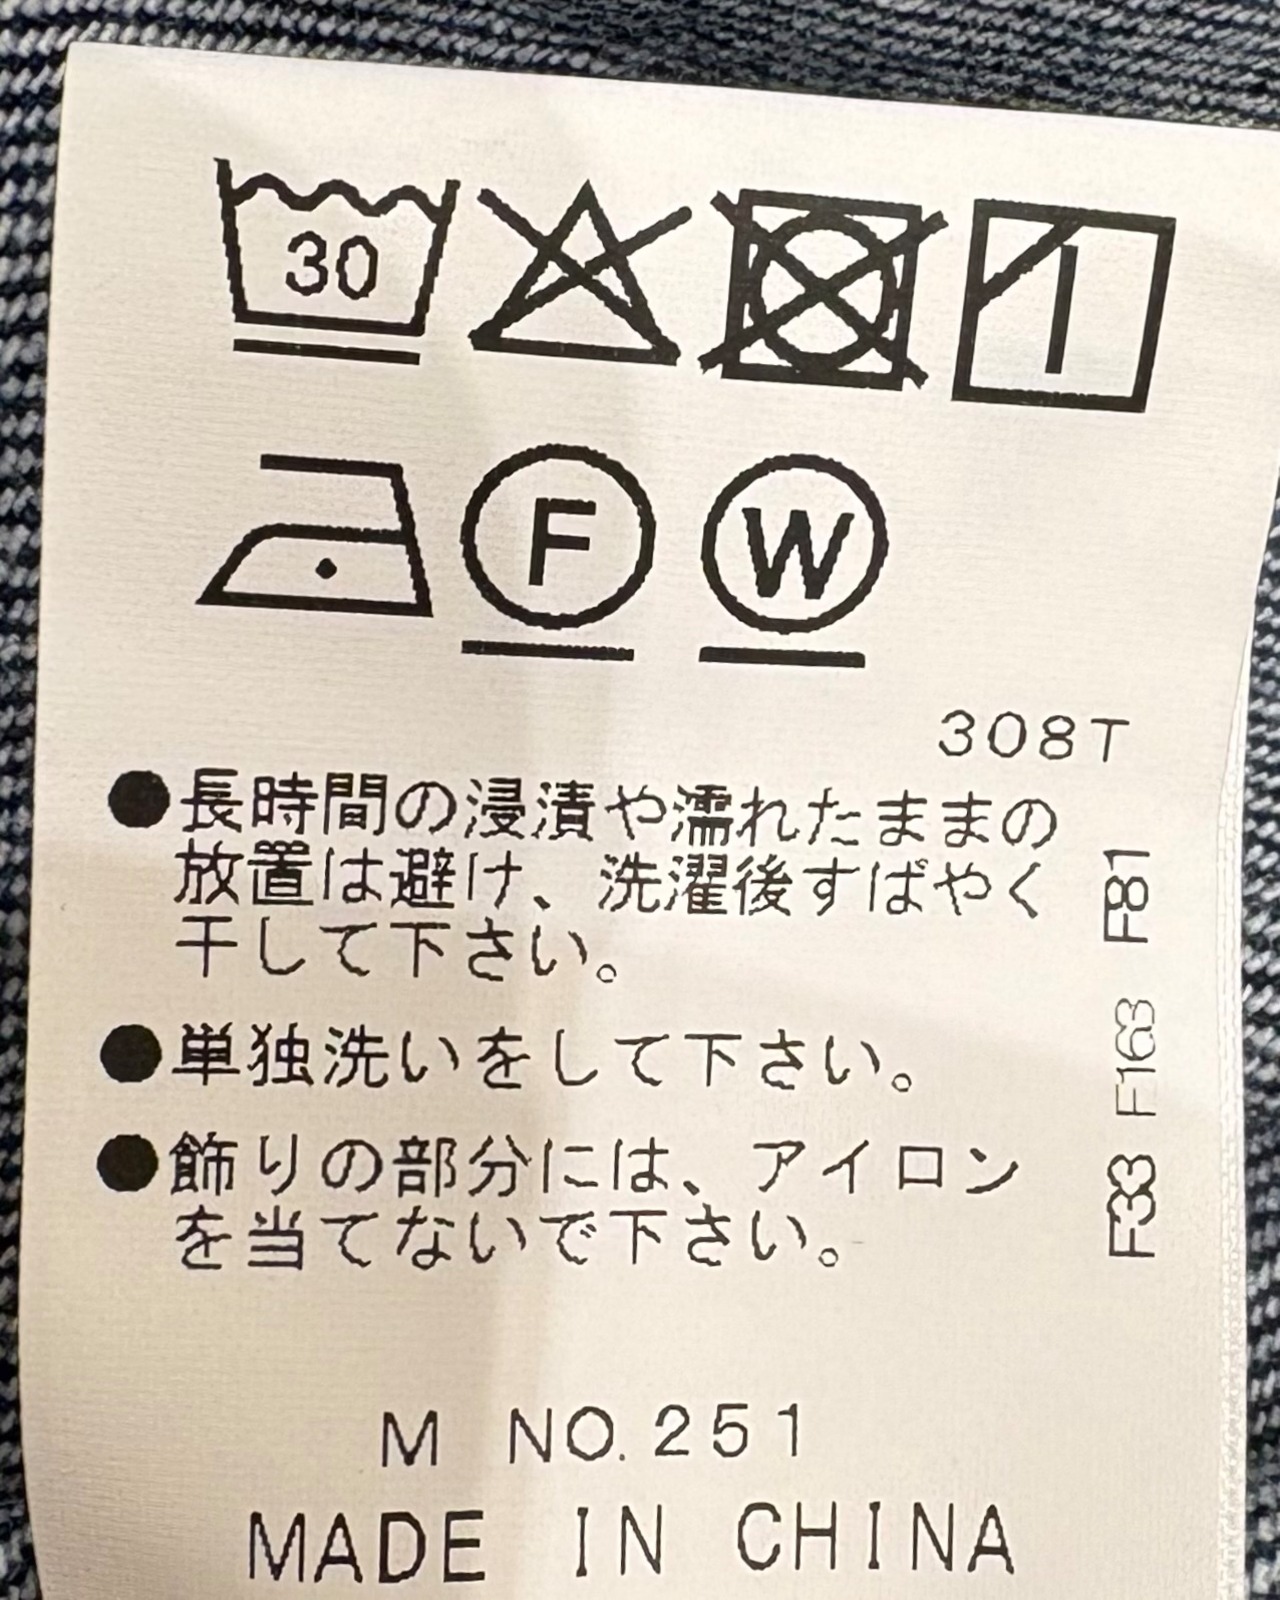 30
F W
308T
●長時間の浸漬や濡れたままの
放置は避け、洗濯後すばやく
干して下さい。
●単独洗いをして下さい。
●飾りの部分には、アイロン
を当てないで下さい。
F33 F163 F81
M NO.251
MADE IN CHINA